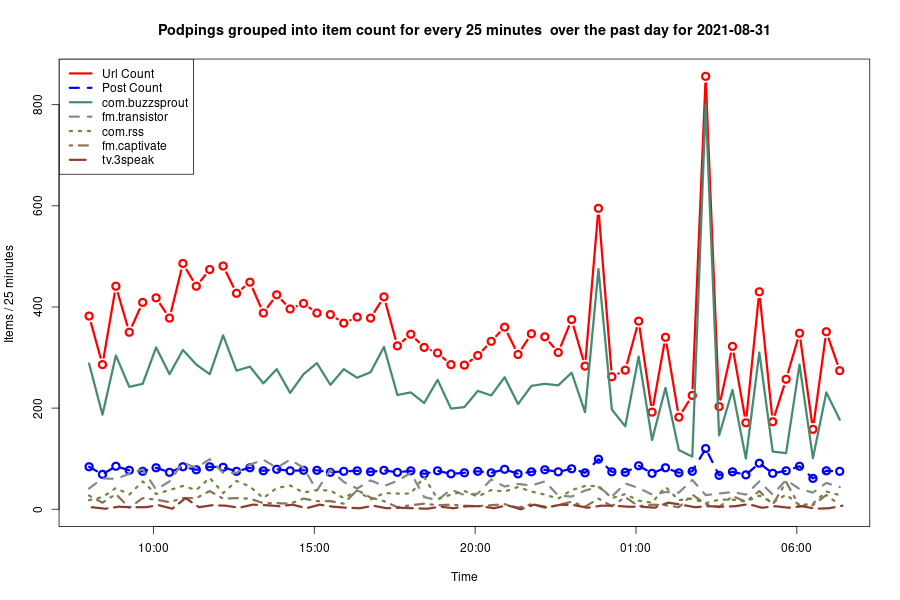 Podpings grouped into item count for every 25 minutes  over the past day for 2021-08-31
Url Count
Post Count
com.buzzsprout
fm.transistor
com.rss
fm.captivate
tv.3speak
Items / 25 minutes
800
600
400
200
0
10:00 15:00 20:00 01:00 06:00
Time